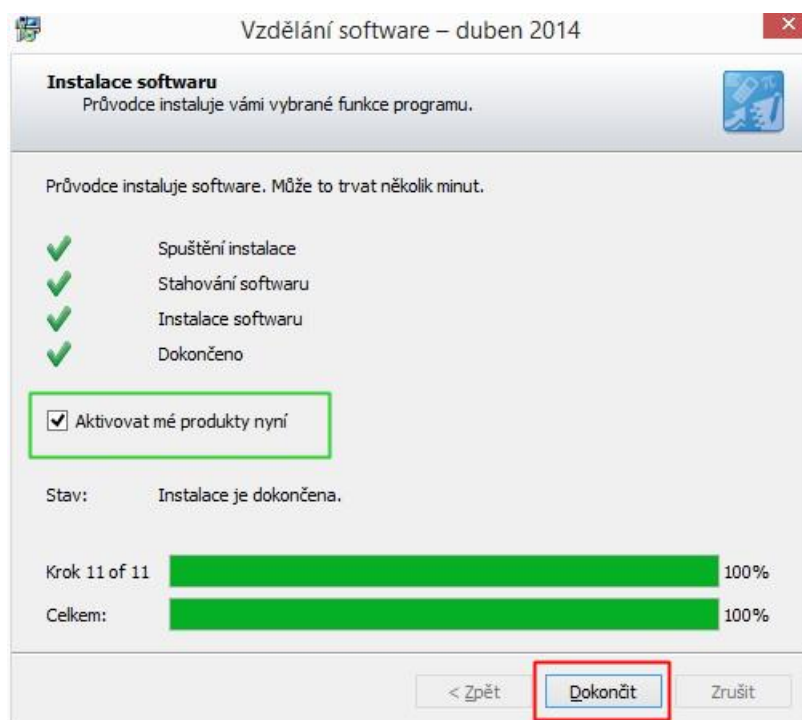 Vzdělání software – duben 2014
Instalace softwaru
Průvodce instaluje vámi vybrané funkce programu.
Průvodce instaluje software. Může to trvat několik minut.
Spuštění instalace
Stahování softwaru
Instalace softwaru
Dokončeno
Aktivovat mé produkty nyní
Stav: Instalace je dokončena.
Krok 11 of 11 100%
Celkem: 100%
< Zpět Dokončit Zrušit